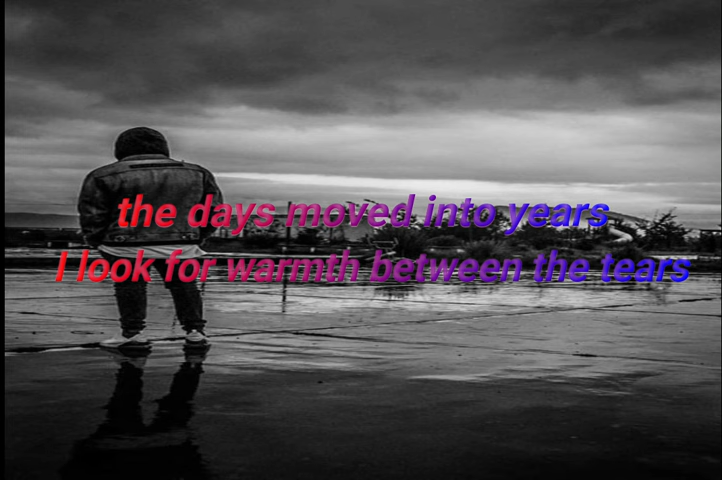 the days moved into years
I look for warmth between the tears